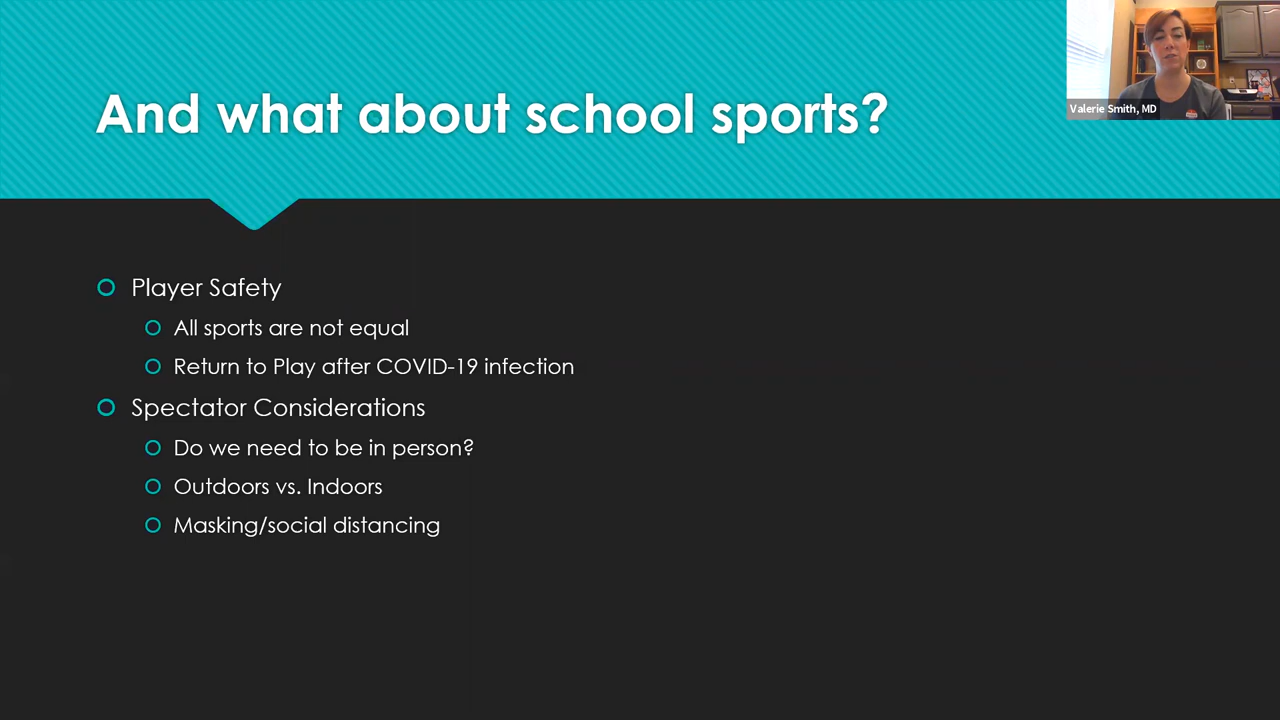 And what about school sports?
Valerie Smith, MD
Player Safety
All sports are not equal
Return to Play after COVID-19 infection
Spectator Considerations
Do we need to be in person?
Outdoors vs. Indoors
Masking/social distancing